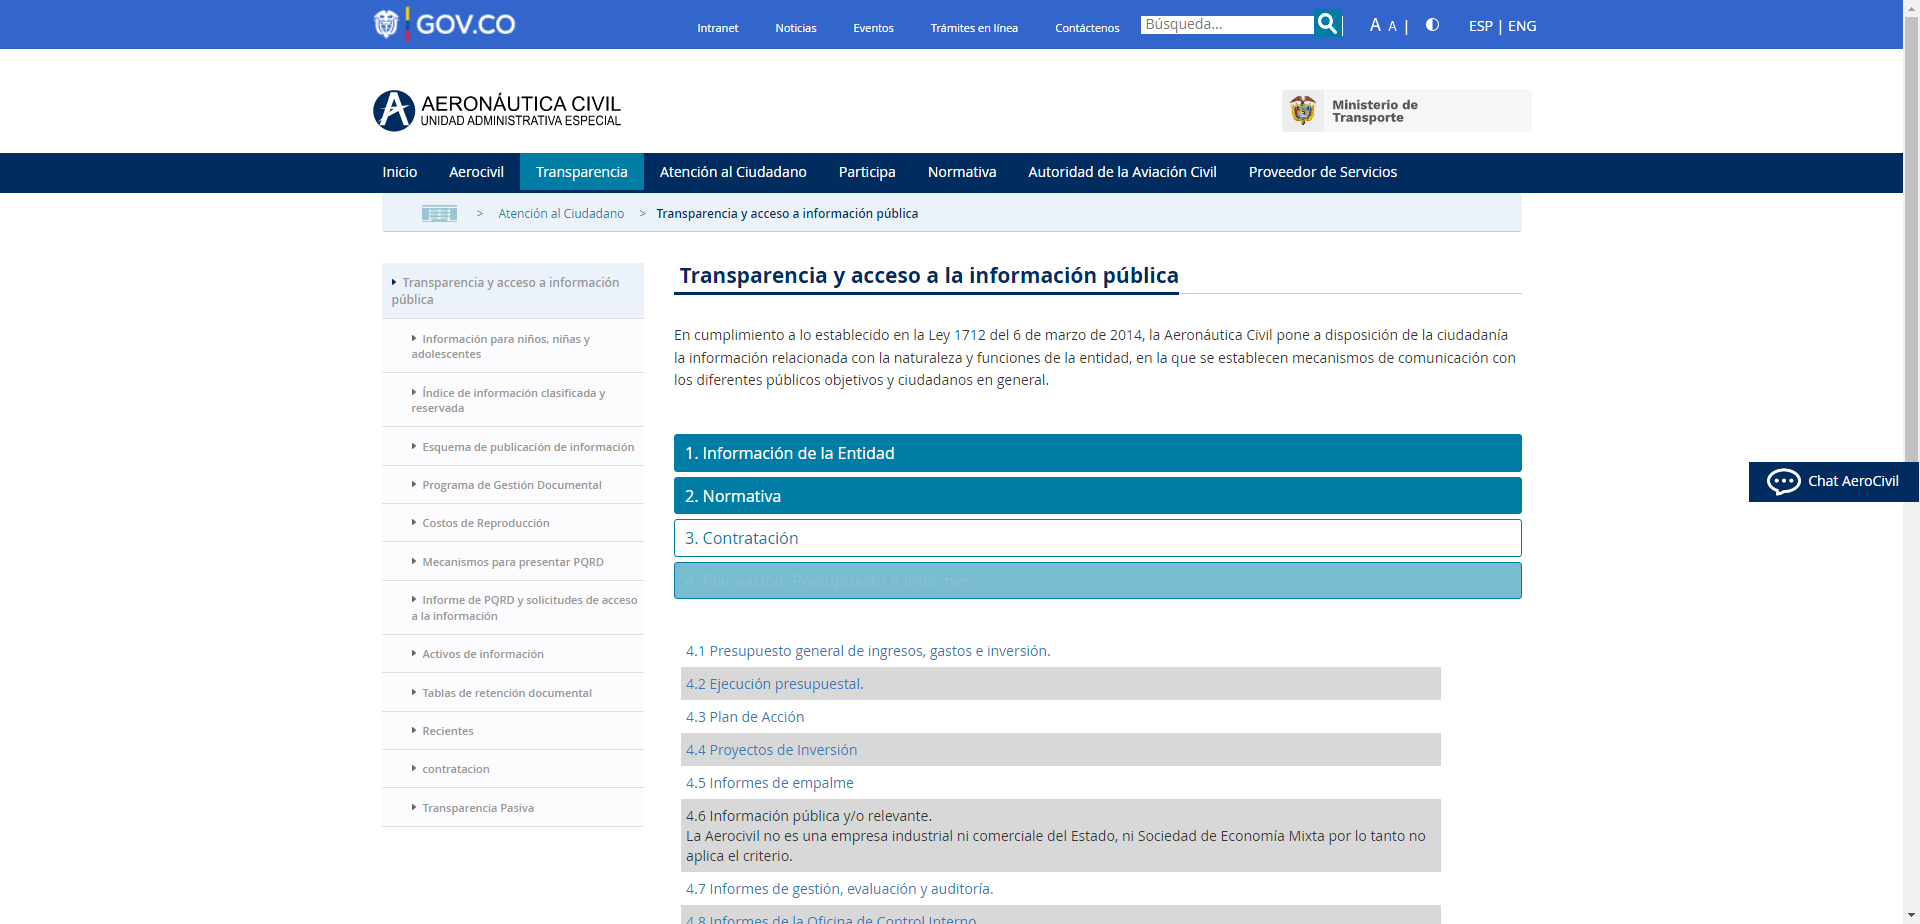 GOV.CO
Intranet
Noticias
Eventos
Trámites en línea
Contáctenos
Búsqueda...
A A |
ESP | ENG
AERONÁUTICA CIVIL
UNIDAD ADMINISTRATIVA ESPECIAL
Ministerio de
Transporte
Inicio
Aerocivil
Transparencia
Atención al Ciudadano
Participa
Normativa
Autoridad de la Aviación Civil
Proveedor de Servicios
> Atención al Ciudadano > Transparencia y acceso a información pública
Transparencia y acceso a información
pública
Información para niños, niñas y
adolescentes
Índice de información clasificada y
reservada
Esquema de publicación de información
Programa de Gestión Documental
Costos de Reproducción
Mecanismos para presentar PQRD
Informe de PQRD y solicitudes de acceso
a la información
Activos de información
Tablas de retención documental
Recientes
contratacion
Transparencia Pasiva
Transparencia y acceso a la información pública
En cumplimiento a lo establecido en la Ley 1712 del 6 de marzo de 2014, la Aeronáutica Civil pone a disposición de la ciudadanía
la información relacionada con la naturaleza y funciones de la entidad, en la que se establecen mecanismos de comunicación con
los diferentes públicos objetivos y ciudadanos en general.
1. Información de la Entidad
2. Normativa
3. Contratación
4. Planeación, Presupuesto e Informes
4.1 Presupuesto general de ingresos, gastos e inversión.
4.2 Ejecución presupuestal.
4.3 Plan de Acción
4.4 Proyectos de Inversión
4.5 Informes de empalme
4.6 Información pública y/o relevante.
La Aerocivil no es una empresa industrial ni comerciale del Estado, ni Sociedad de Economía Mixta por lo tanto no
aplica el criterio.
4.7 Informes de gestión, evaluación y auditoría.
4.8 Informes de la Oficina de Control Interno
Chat AeroCivil